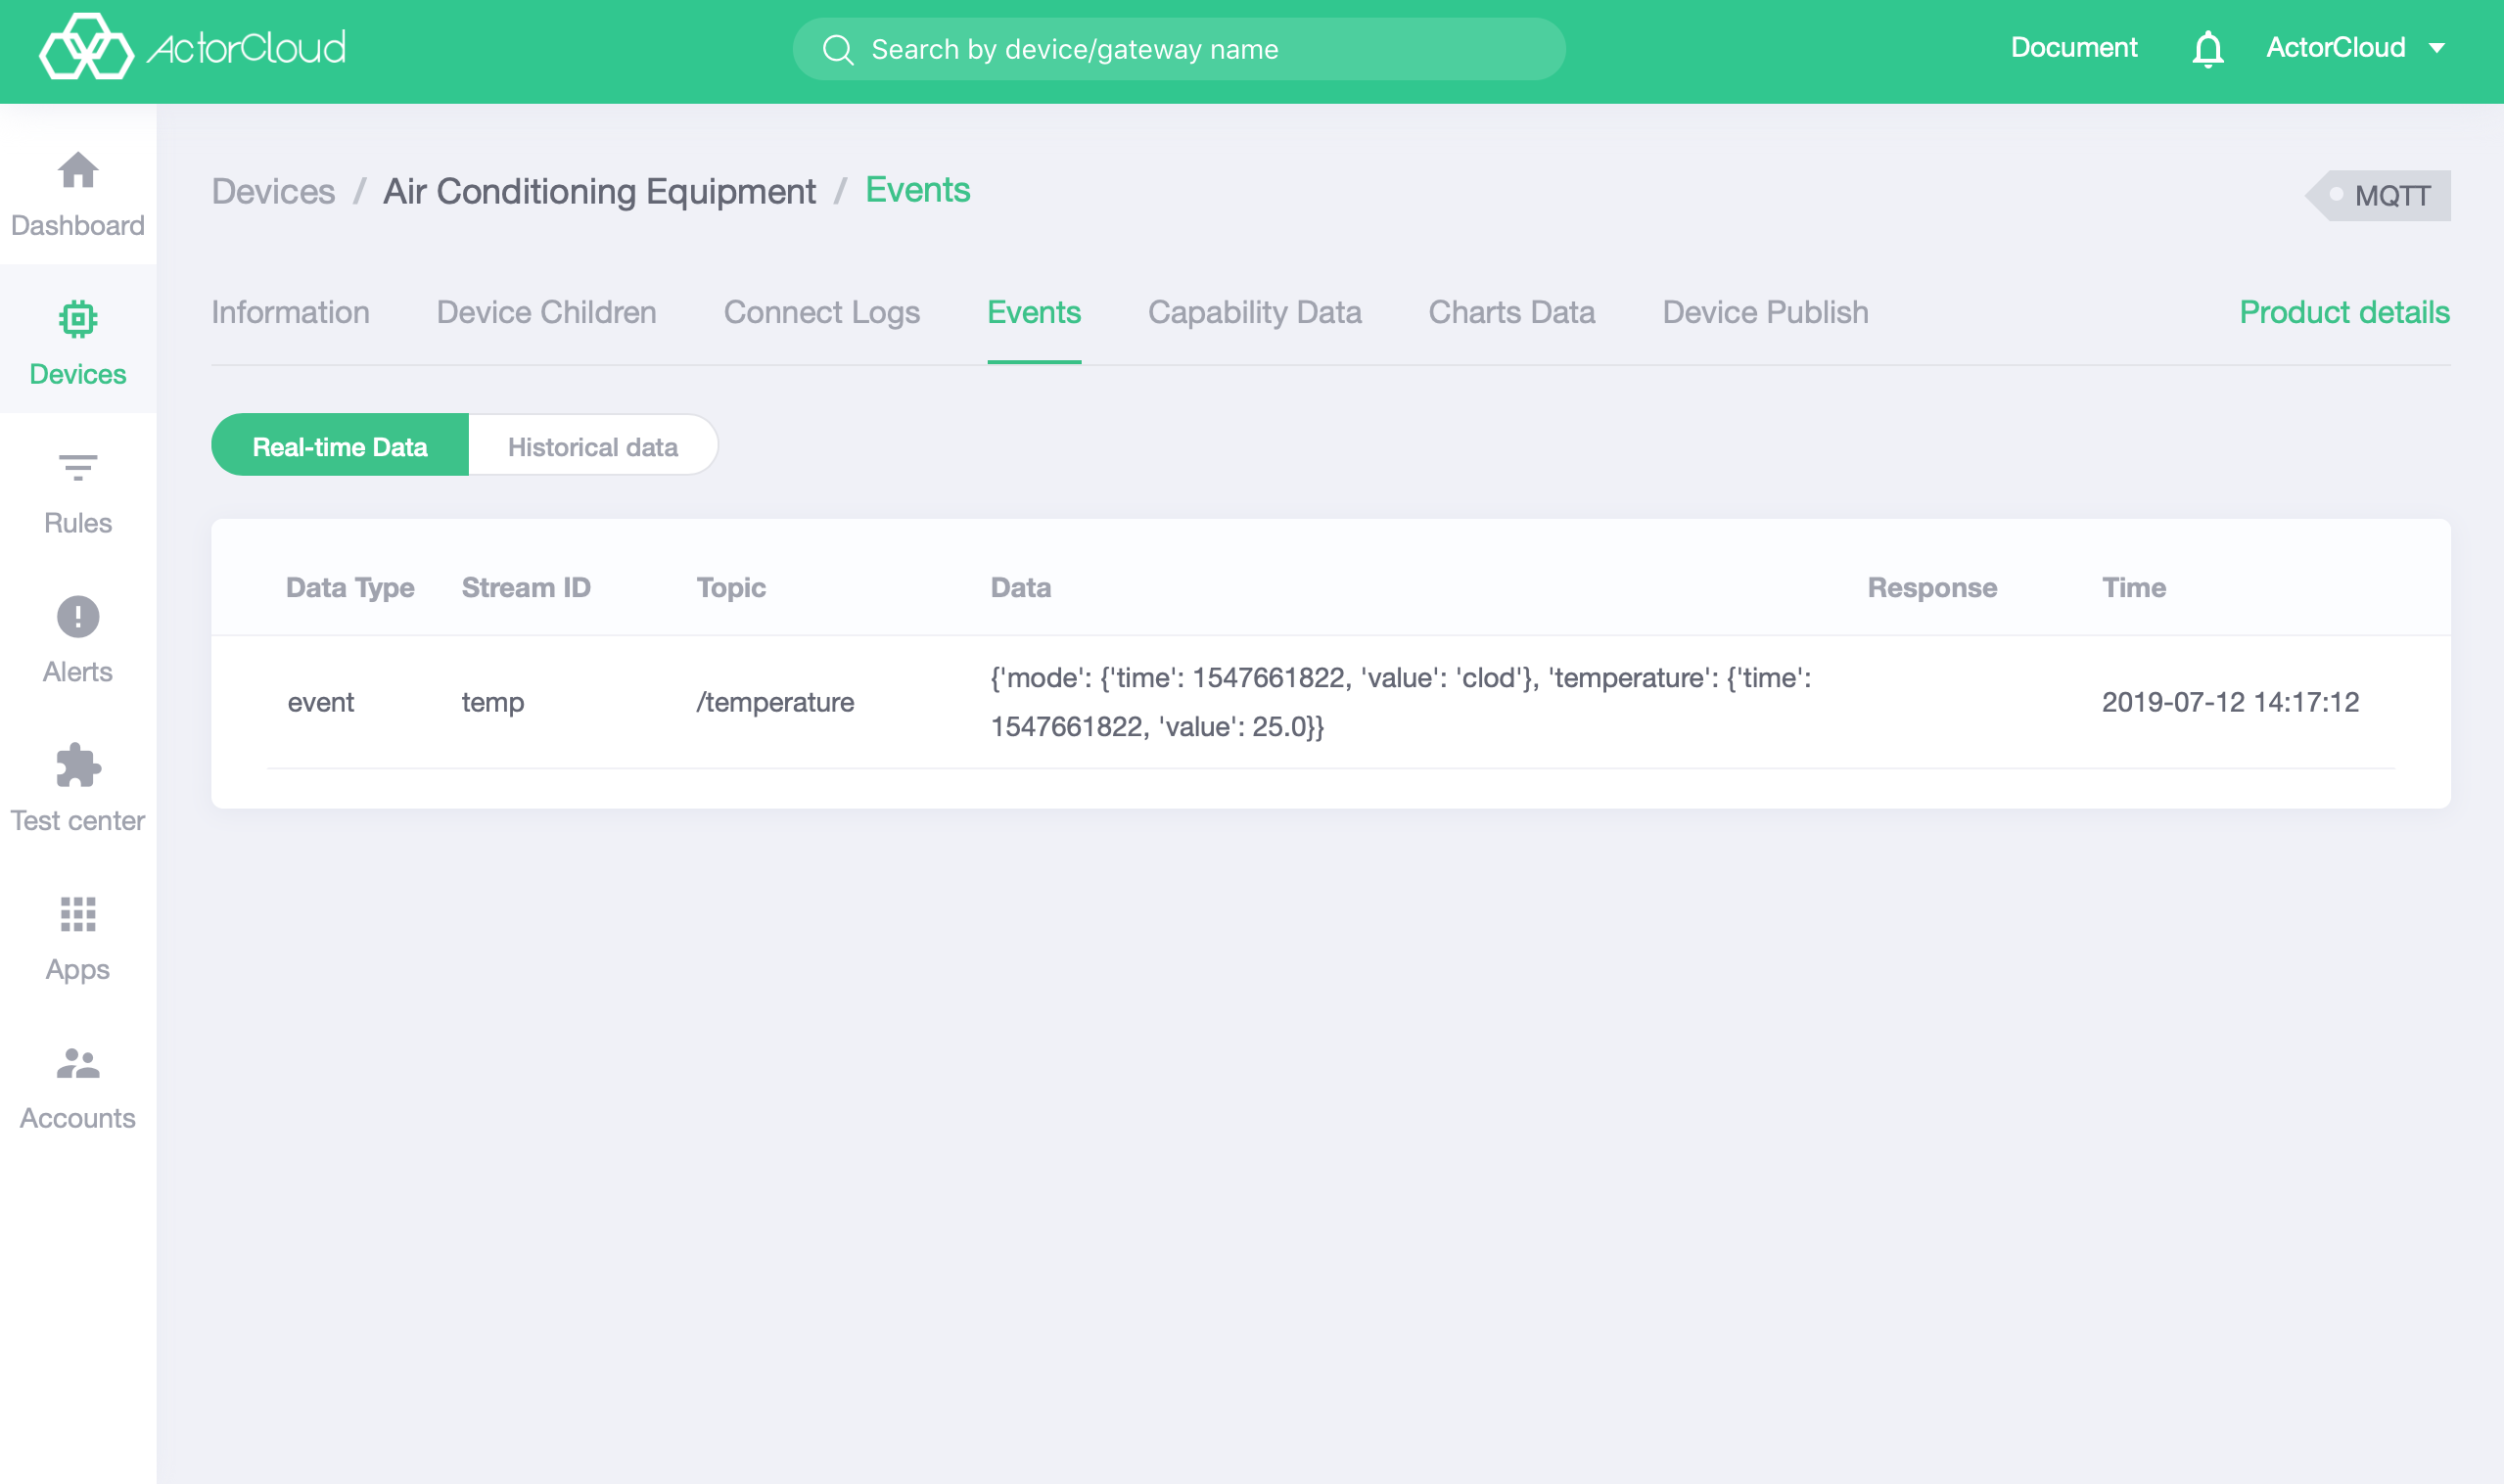 ActorCloud
Search by device/gateway name
Document
ActorCloud
Dashboard
Devices
Rules
Alerts
Test center
Apps
Accounts
Devices / Air Conditioning Equipment / Events
MQTT
Information Device Children Connect Logs Events Capability Data Charts Data Device Publish Product details
Real-time Data Historical data
Data Type Stream ID Topic Data Response Time
event temp /temperature {'mode': {'time': 1547661822, 'value': 'clod'}, 'temperature': {'time':
1547661822, 'value': 25.0}}
2019-07-12 14:17:12